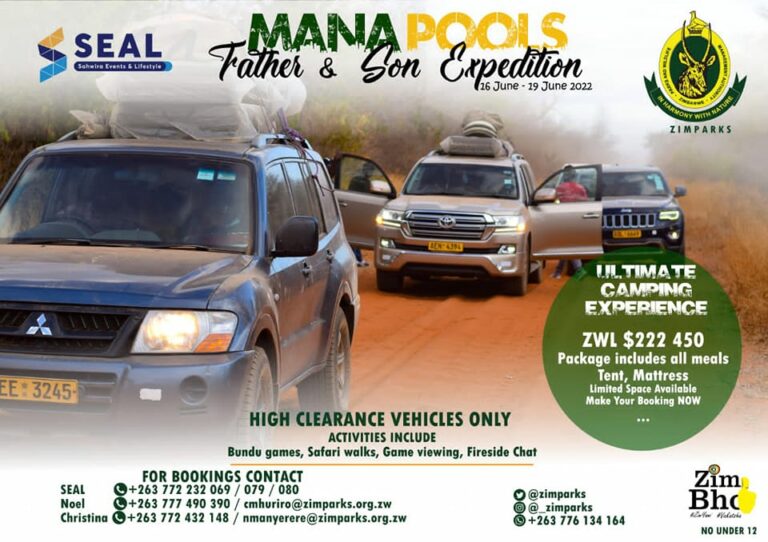 SEAL
Sahwira Events & Lifestyle
MANA POOLS
Father & Son Expedition
16 June - 19 June 2022
IN HARMONY WITH NATURE
ZIMPARKS
AEN 4394
EE 3245
ULTIMATE
CAMPING
EXPERIENCE
ZWL $222 450
Package includes all meals
Tent, Mattress
Limited Space Available
Make Your Booking NOW
...
HIGH CLEARANCE VEHICLES ONLY
ACTIVITIES INCLUDE
Bundu games, Safari walks, Game viewing, Fireside Chat
FOR BOOKINGS CONTACT
SEAL +263 772 232 069 / 079 / 080
Noel +263 777 490 390 / cmhuriro@zimparks.org.zw
Christina +263 772 432 148 / nmanyerere@zimparks.org.zw
@zimparks
@_zimparks
+263 776 134 164
Zim
Bho
NO UNDER 12